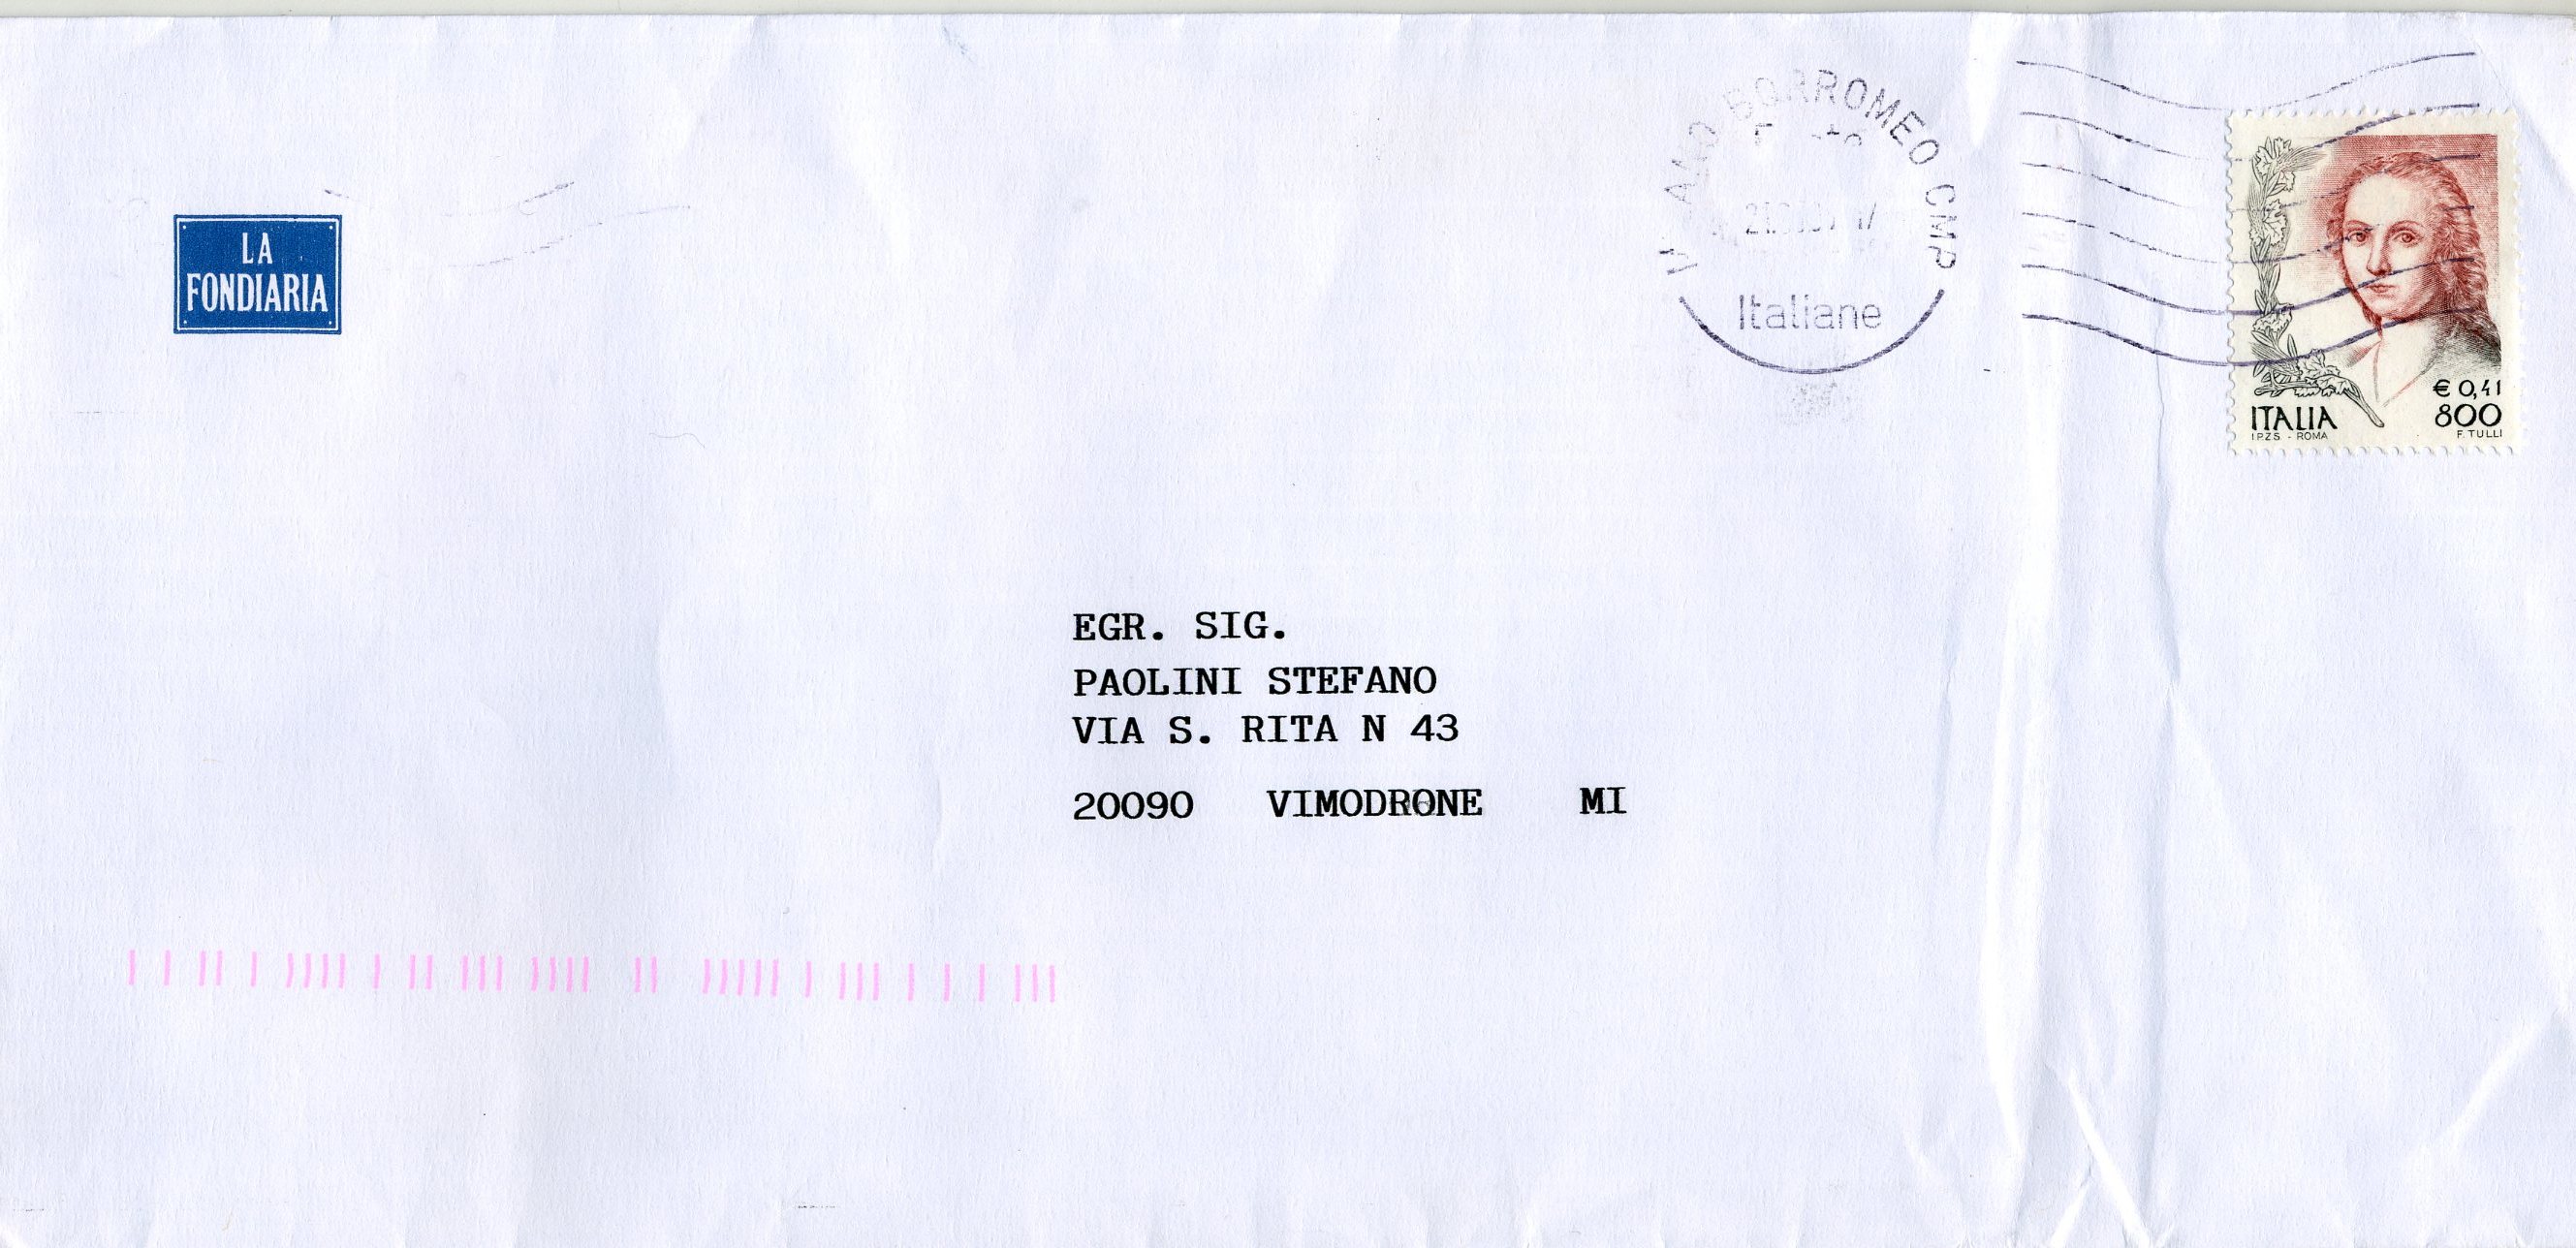 LA
FONDIARIA
BORROMEO CMP
Italiane
€ 0,41
ITALIA 800
I.P.Z.S. - ROMA F. TULLI
EGR. SIG.
PAOLINI STEFANO
VIA S. RITA N 43
20090 VIMODRONE MI